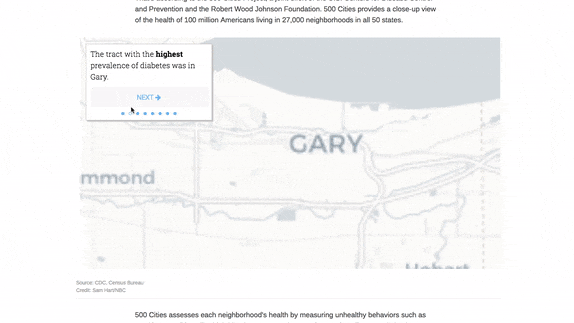 and Prevention and the Robert Wood Johnson Foundation. 500 Cities provides a close-up view
of the health of 100 million Americans living in 27,000 neighborhoods in all 50 states.
The tract with the highest
prevalence of diabetes was in
Gary.
NEXT →
GARY
mmond
Hobart
Source: CDC, Census Bureau
Credit: Sam Hart/NBC
500 Cities assesses each neighborhood's health by measuring unhealthy behaviors such as